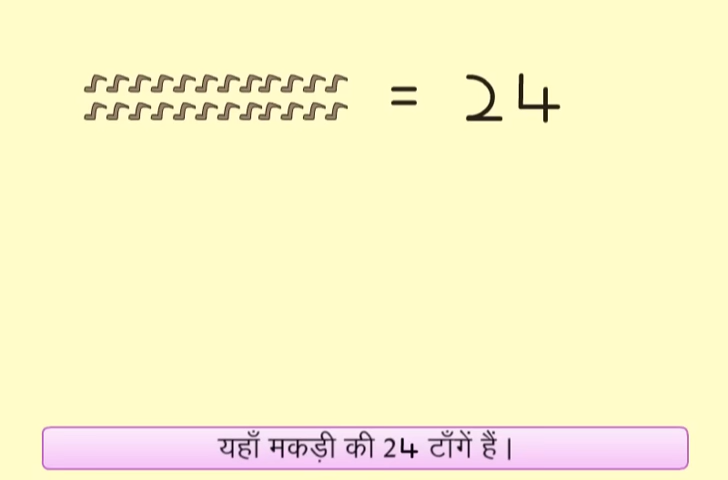 = 24
यहाँ मकड़ी की 24 टाँगें हैं |